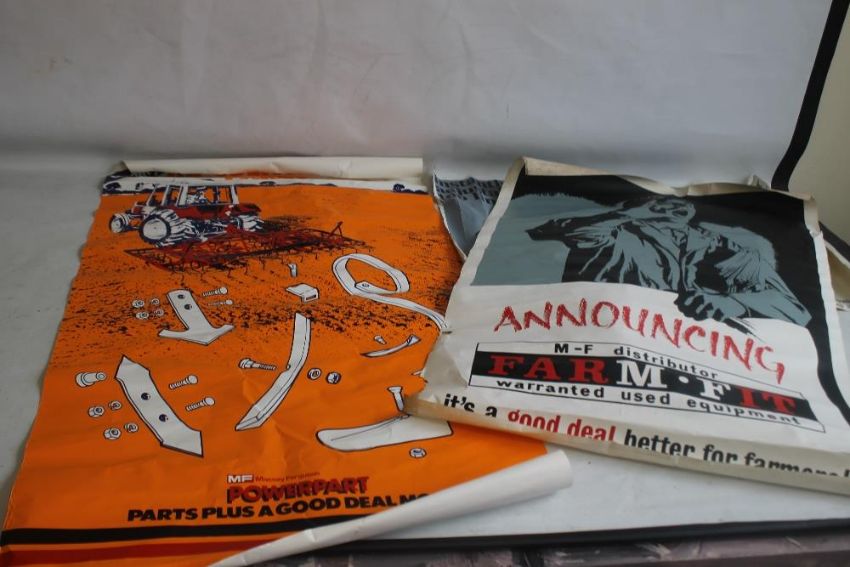 MF Massey Ferguson
POWERPART
PARTS PLUS A GOOD DEAL MO
ANNOUNCING
M-F distributor
FARM·FIT
warranted used equipment
it's a good deal better for farmers!